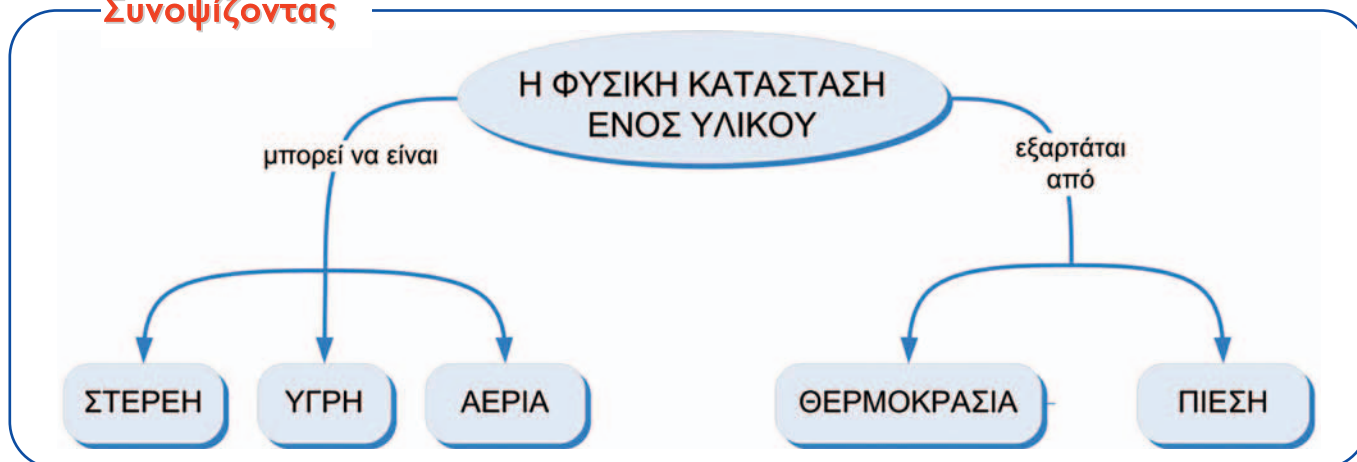 Συνοψίζοντας
Η ΦΥΣΙΚΗ ΚΑΤΑΣΤΑΣΗ
ΕΝΟΣ ΥΛΙΚΟΥ
μπορεί να είναι
εξαρτάται
από
ΣΤΕΡΕΗ
ΥΓΡΗ
ΑΕΡΙΑ
ΘΕΡΜΟΚΡΑΣΙΑ
ΠΙΕΣΗ